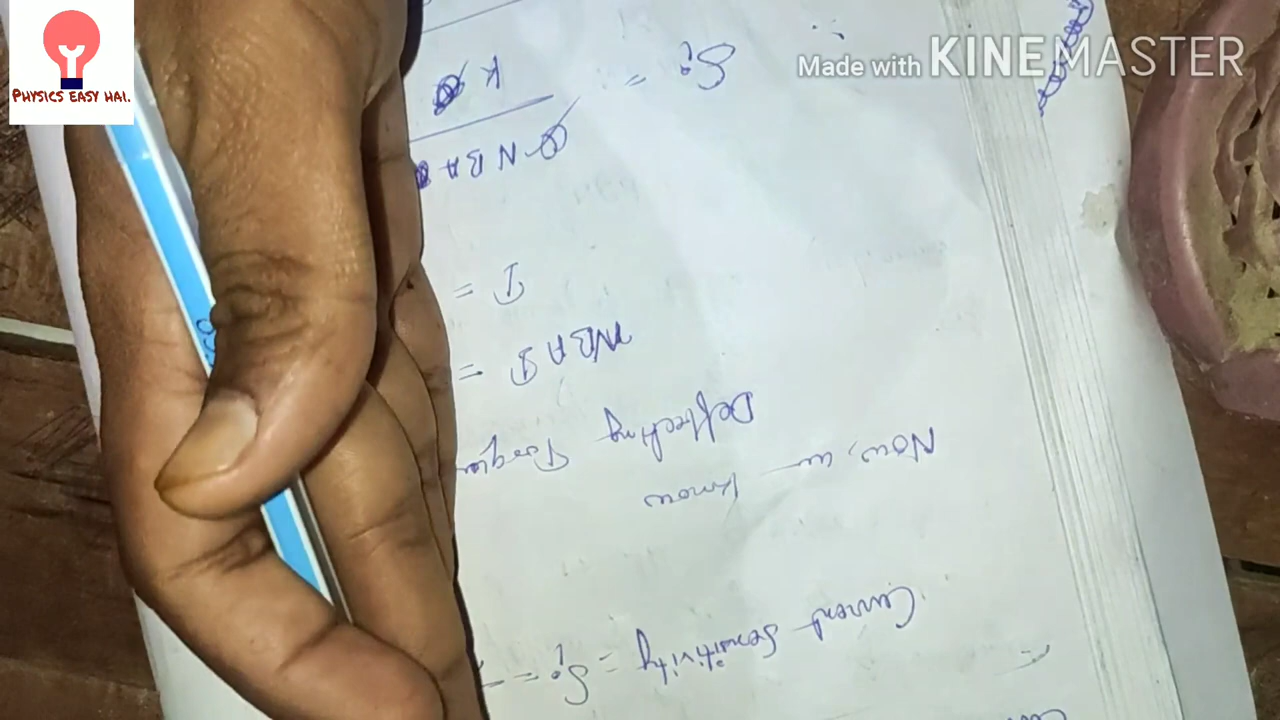 PHYSICS EASY HAI.
Made with KINEMASTER
Current Sensitivity = Si =
Now, we know
Deflecting Torque
NBAI =
I =
NBA
Si = K
∴